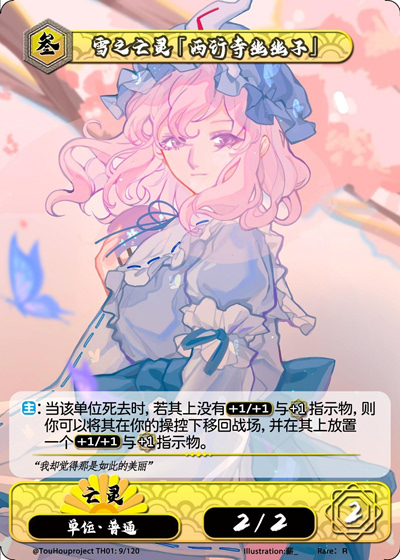 叁
雪之亡灵「西行寺幽幽子」
主：当该单位死去时，若其上没有+1/+1与+1指示物，则
你可以将其在你的操控下移回战场，并在其上放置
一个+1/+1与+1指示物。
“我却觉得那是如此的美丽”
亡灵
单位·普通
2/2
2
@TouHouproject TH01: 9/120
Illustration:薪_
Rare: R